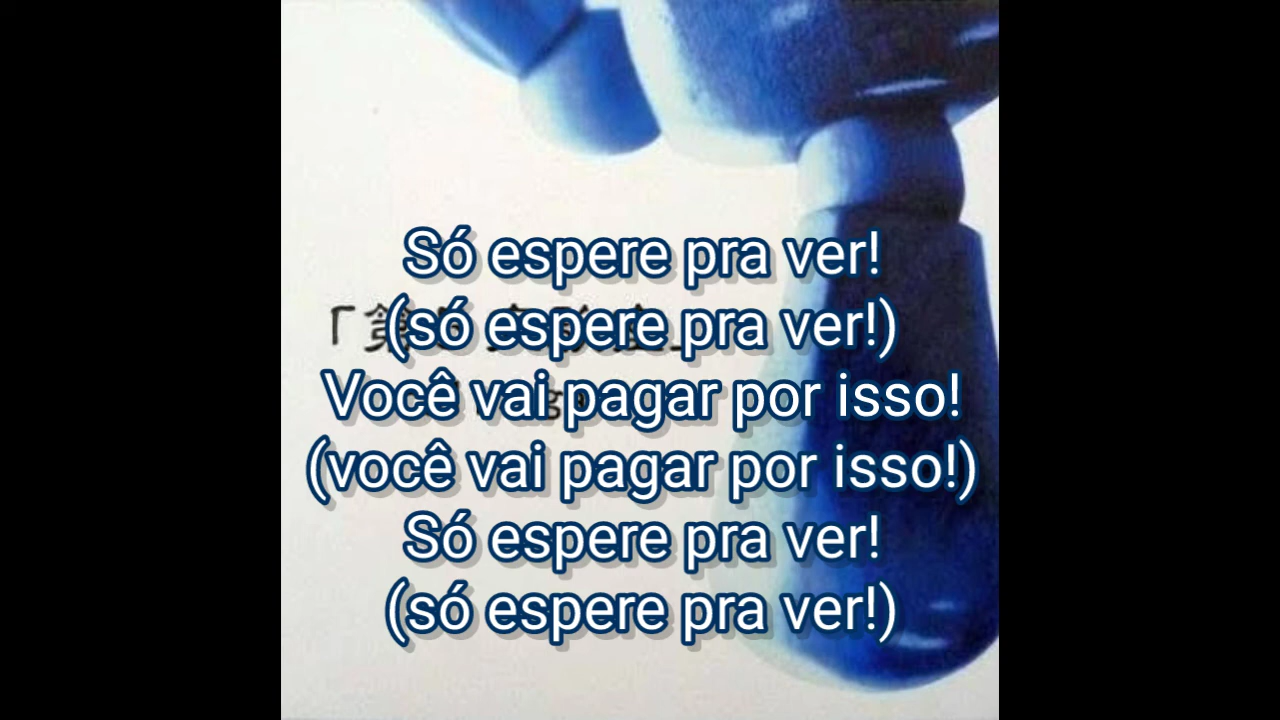 Só espere pra ver!
(só espere pra ver!)
Você vai pagar por isso!
(você vai pagar por isso!)
Só espere pra ver!
(só espere pra ver!)